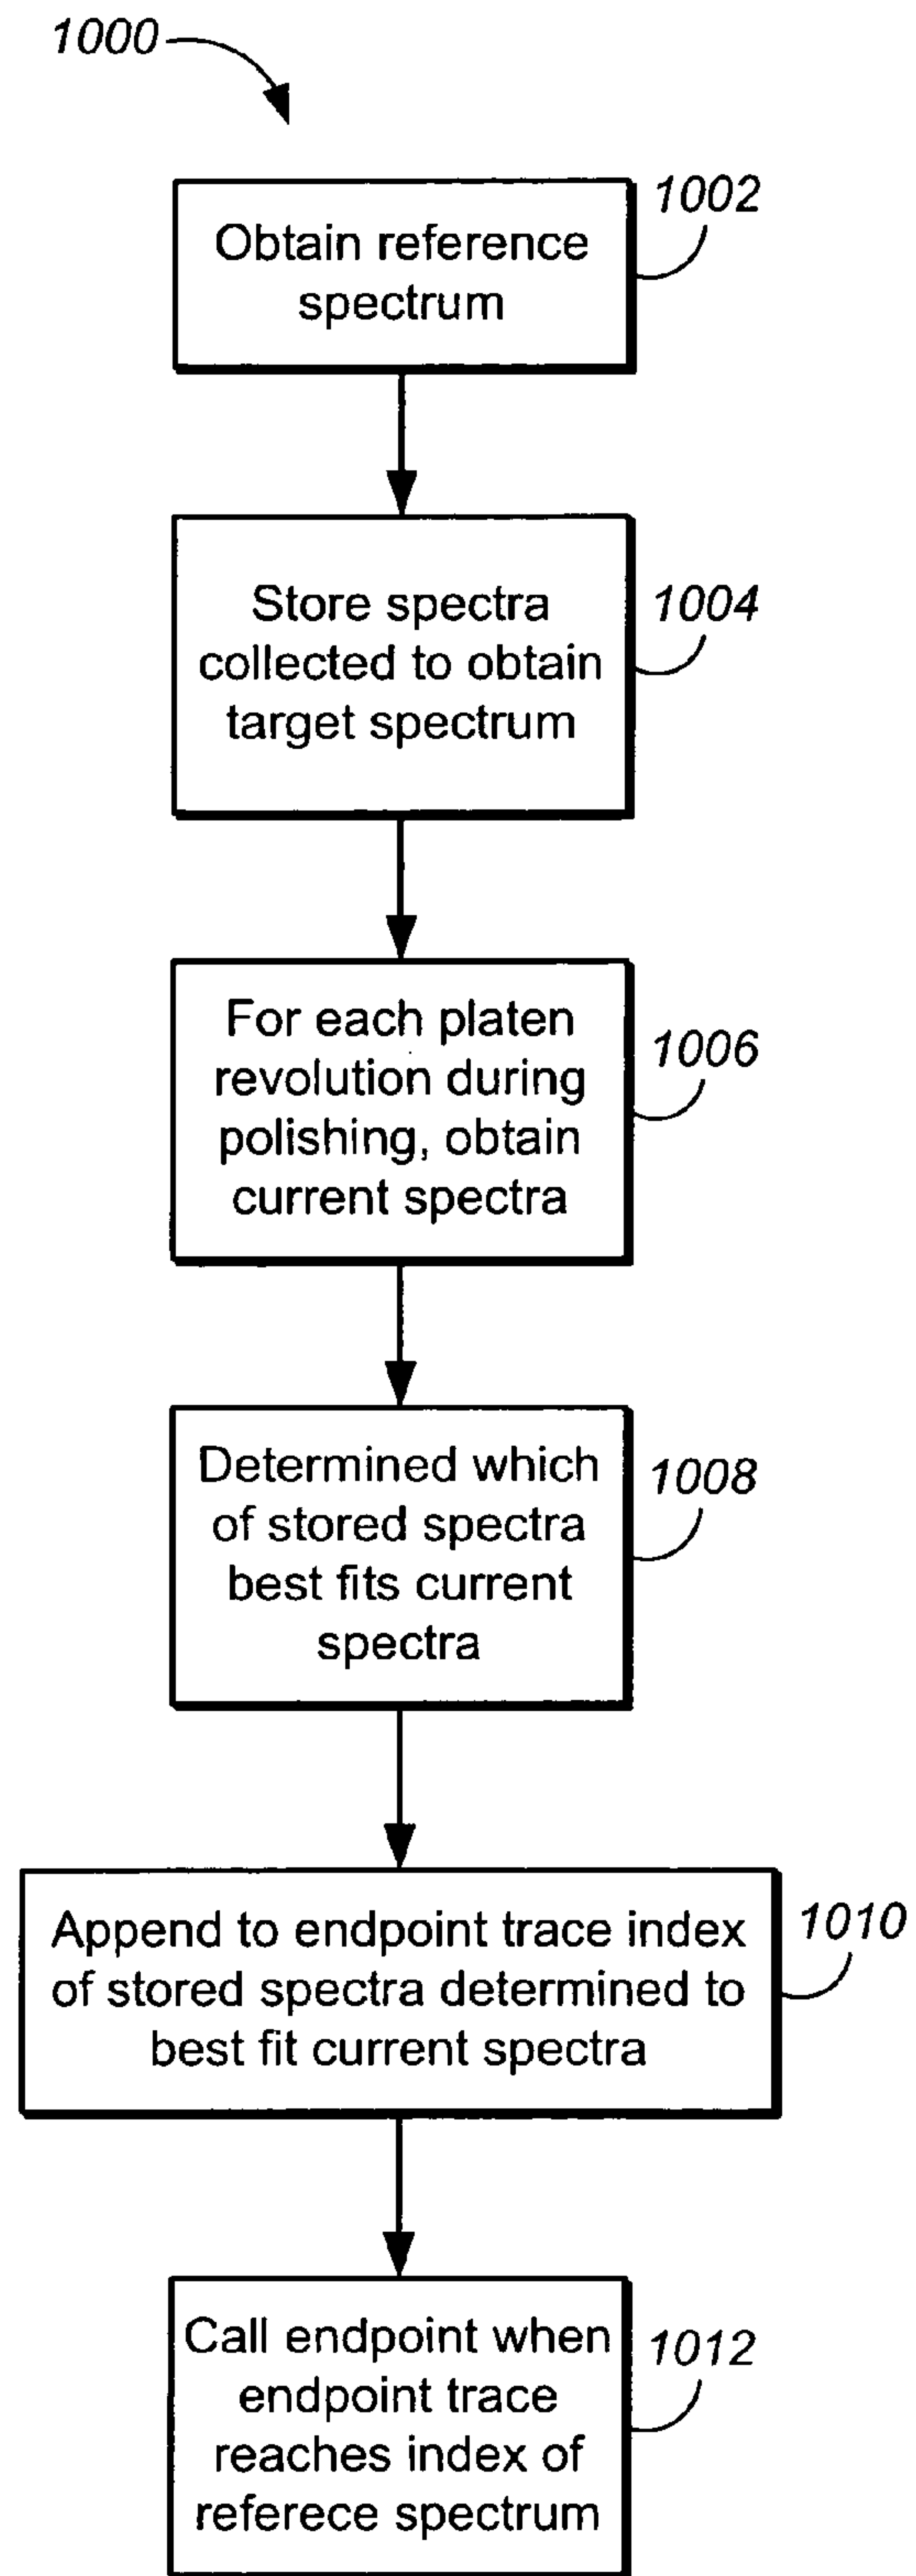 1000
1002
Obtain reference
spectrum
1004
Store spectra
collected to obtain
target spectrum
1006
For each platen
revolution during
polishing, obtain
current spectra
1008
Determined which
of stored spectra
best fits current
spectra
1010
Append to endpoint trace index
of stored spectra determined to
best fit current spectra
1012
Call endpoint when
endpoint trace
reaches index of
referece spectrum